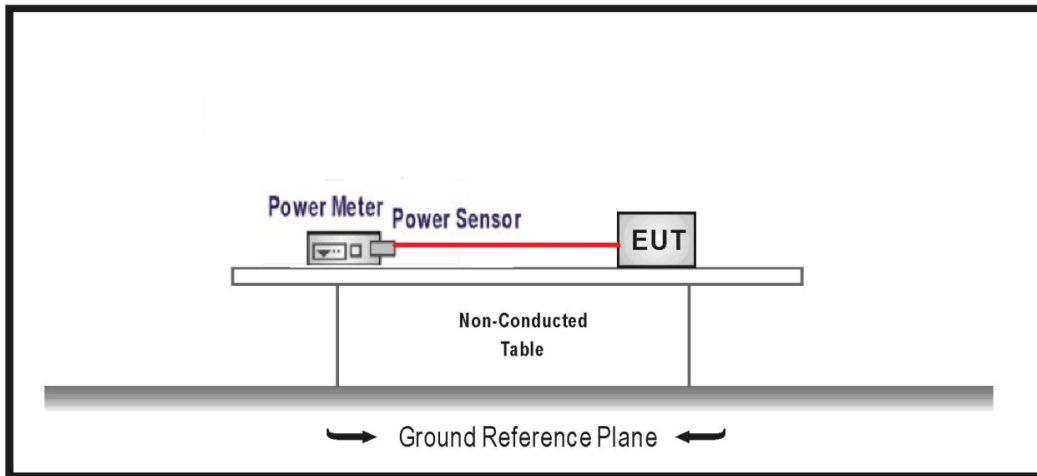 Power Meter
Power Sensor
EUT
Non-Conducted
Table
Ground Reference Plane